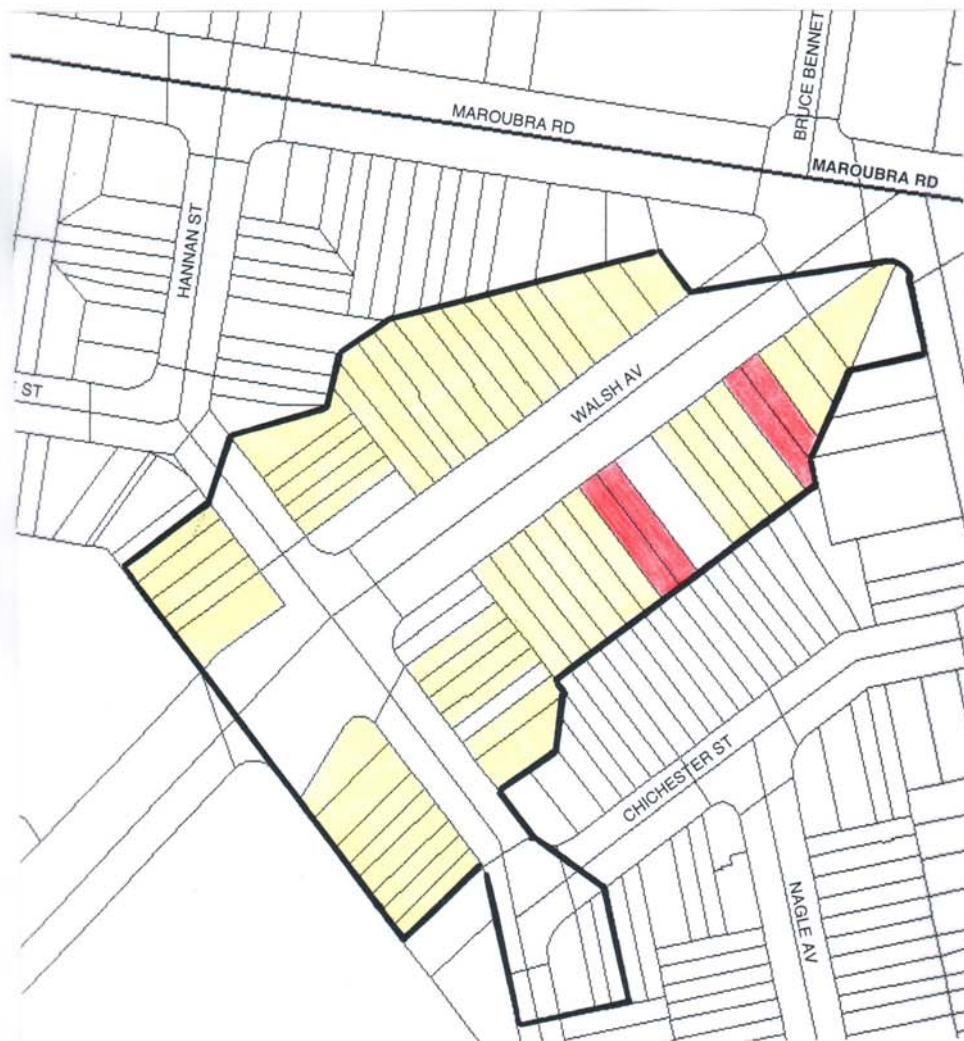 BRUCE BENNET
MAROUBRA RD
MAROUBRA RD
HANNAN ST
ST
WALSH AV
CHICHESTER ST
NAGLE AV